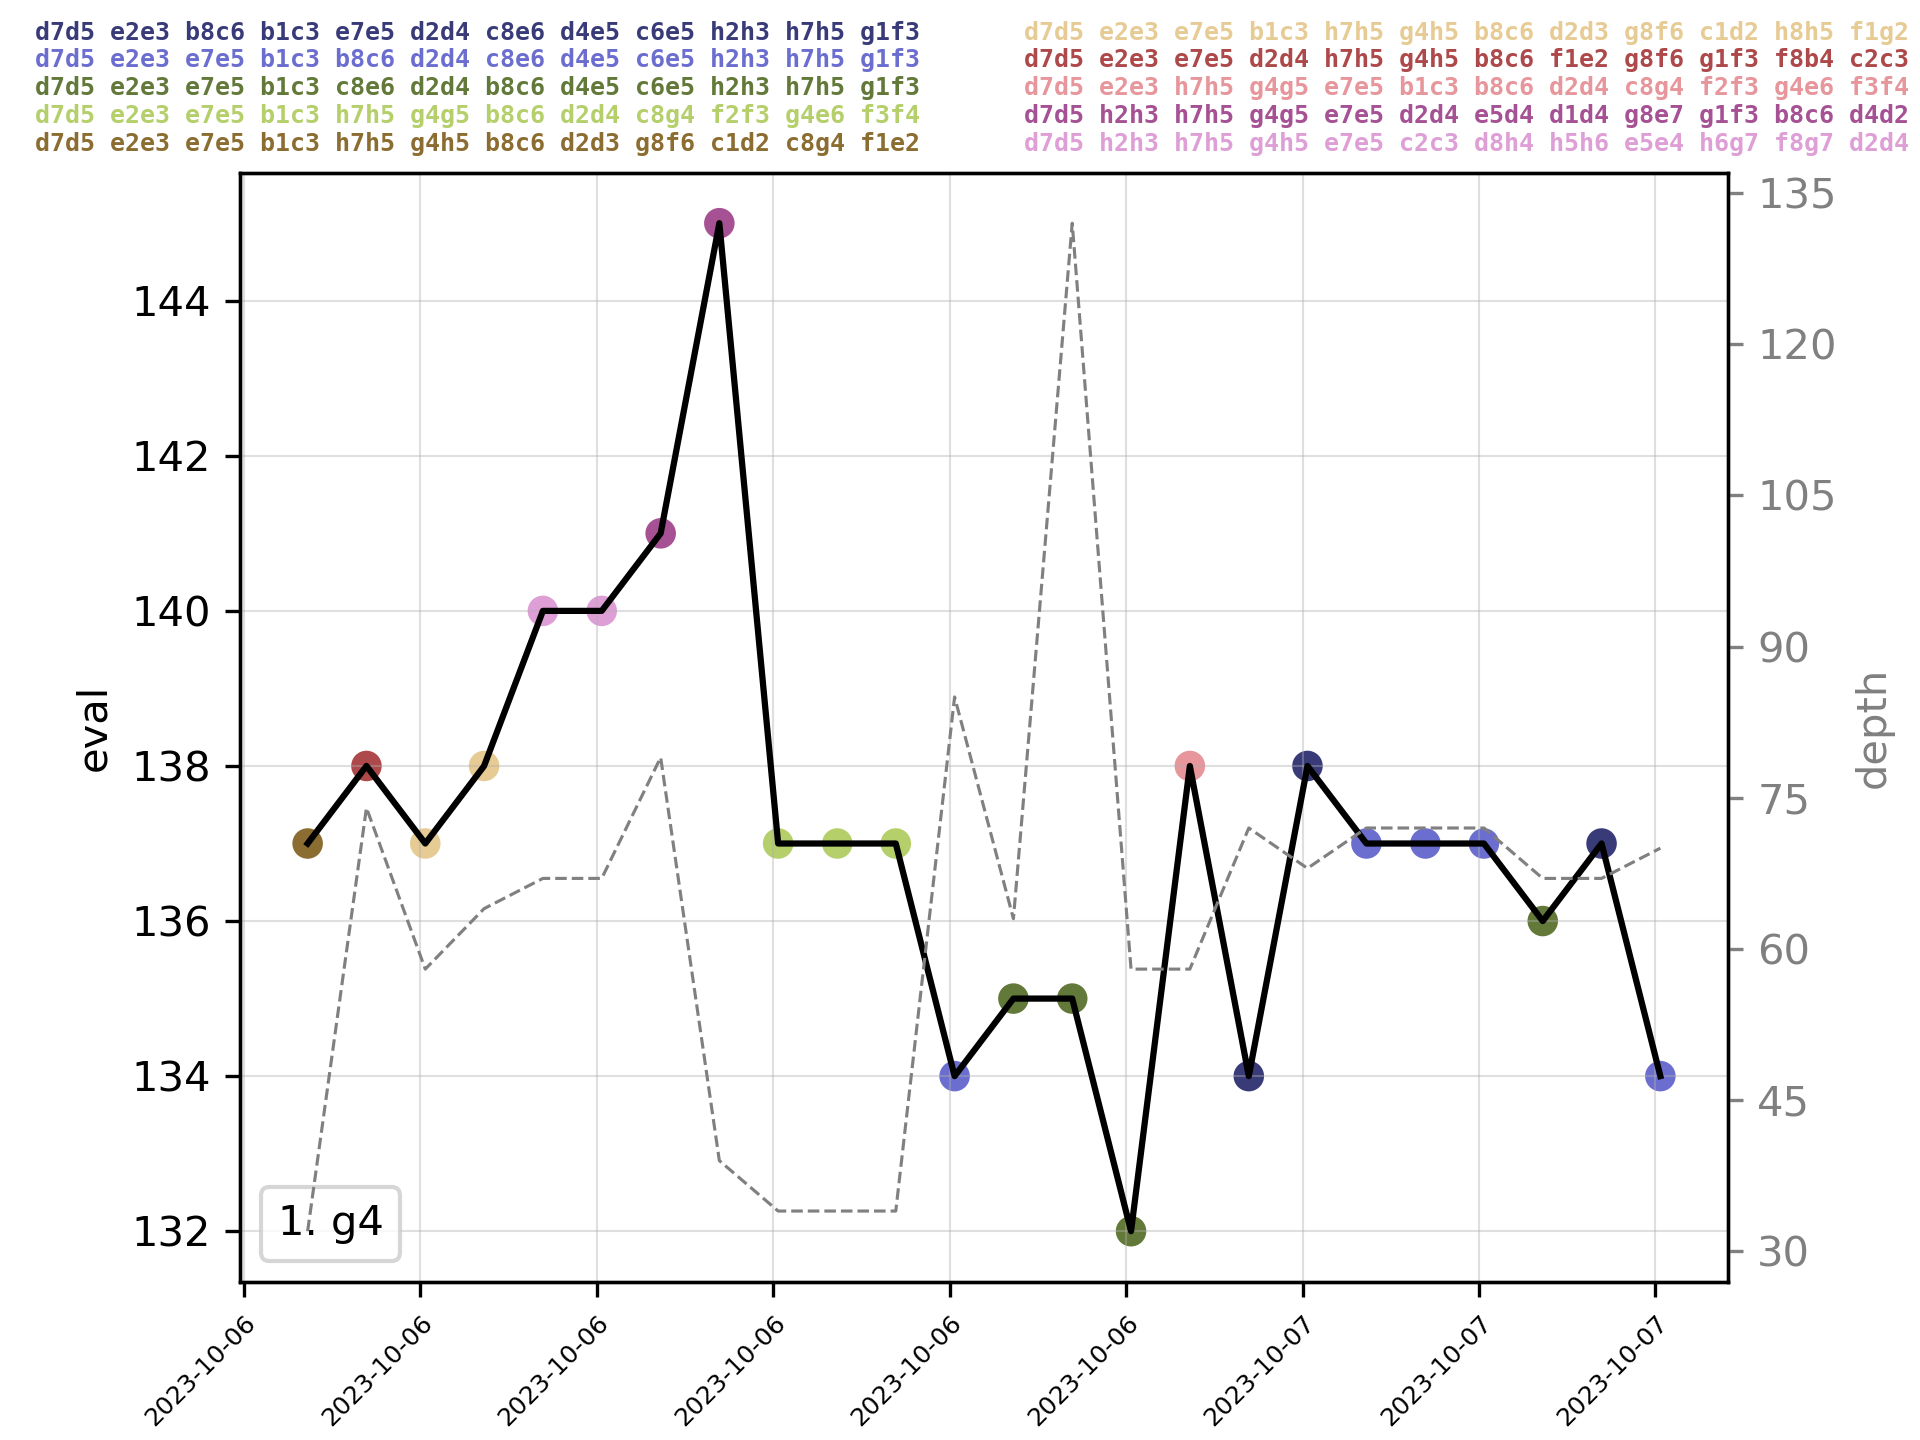 d7d5 e2e3 b8c6 b1c3 e7e5 d2d4 c8e6 d4e5 c6e5 h2h3 h7h5 g1f3
d7d5 e2e3 e7e5 b1c3 b8c6 d2d4 c8e6 d4e5 c6e5 h2h3 h7h5 g1f3
d7d5 e2e3 e7e5 b1c3 c8e6 d2d4 b8c6 d4e5 c6e5 h2h3 h7h5 g1f3
d7d5 e2e3 e7e5 b1c3 h7h5 g4g5 b8c6 d2d4 c8g4 f2f3 g4e6 f3f4
d7d5 e2e3 e7e5 b1c3 h7h5 g4h5 b8c6 d2d3 g8f6 c1d2 c8g4 f1e2
d7d5 e2e3 e7e5 b1c3 h7h5 g4h5 b8c6 d2d3 g8f6 c1d2 h8h5 f1g2
d7d5 e2e3 e7e5 d2d4 h7h5 g4h5 b8c6 f1e2 g8f6 g1f3 f8b4 c2c3
d7d5 e2e3 h7h5 g4g5 e7e5 b1c3 b8c6 d2d4 c8g4 f2f3 g4e6 f3f4
d7d5 h2h3 h7h5 g4g5 e7e5 d2d4 e5d4 d1d4 g8e7 g1f3 b8c6 d4d2
d7d5 h2h3 h7h5 g4h5 e7e5 c2c3 d8h4 h5h6 e5e4 h6g7 f8g7 d2d4
144
142
140
138
136
134
132
eval
135
120
105
90
75
60
45
30
depth
1. g4
2023-10-06
2023-10-06
2023-10-06
2023-10-06
2023-10-06
2023-10-06
2023-10-07
2023-10-07
2023-10-07